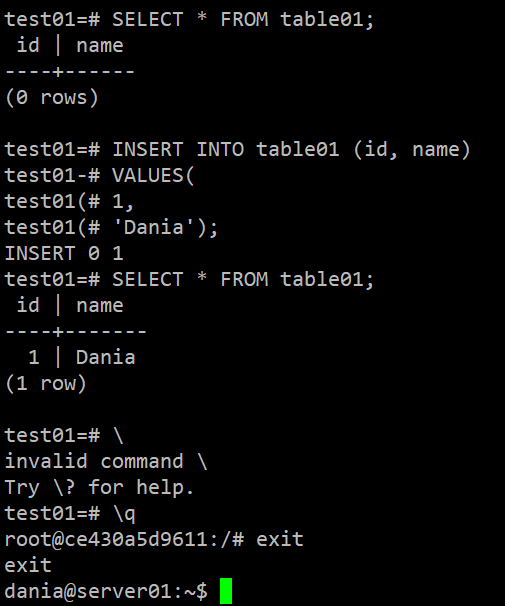 test01=# SELECT * FROM table01;
 id | name
----+------
(0 rows)

test01=# INSERT INTO table01 (id, name)
test01-# VALUES(
test01(# 1,
test01(# 'Dania');
INSERT 0 1
test01=# SELECT * FROM table01;
 id | name
----+-------
  1 | Dania
(1 row)

test01=# \
invalid command \
Try \? for help.
test01=# \q
root@ce430a5d9611:/# exit
exit
dania@server01:~$